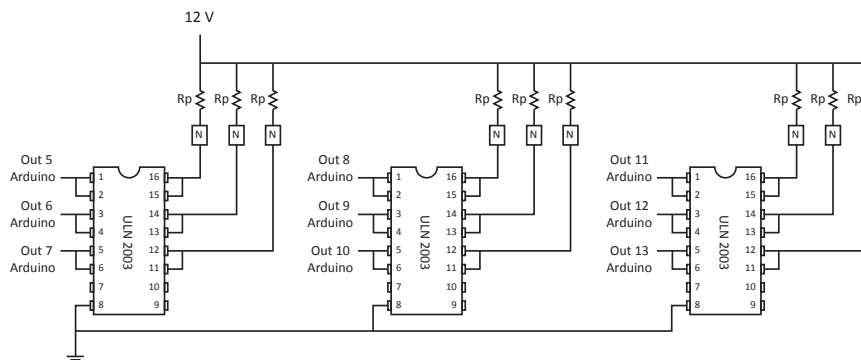 12 V
Rp Rp Rp Rp Rp Rp Rp Rp Rp
N N N N N N N N
Out 5
Arduino
Out 6
Arduino
Out 7
Arduino
1 16
2 15
3 14
4 13
5 12
6 11
7 10
8 9
ULN 2003
Out 8
Arduino
Out 9
Arduino
Out 10
Arduino
1 16
2 15
3 14
4 13
5 12
6 11
7 10
8 9
ULN 2003
Out 11
Arduino
Out 12
Arduino
Out 13
Arduino
1 16
2 15
3 14
4 13
5 12
6 11
7 10
8 9
ULN 2003